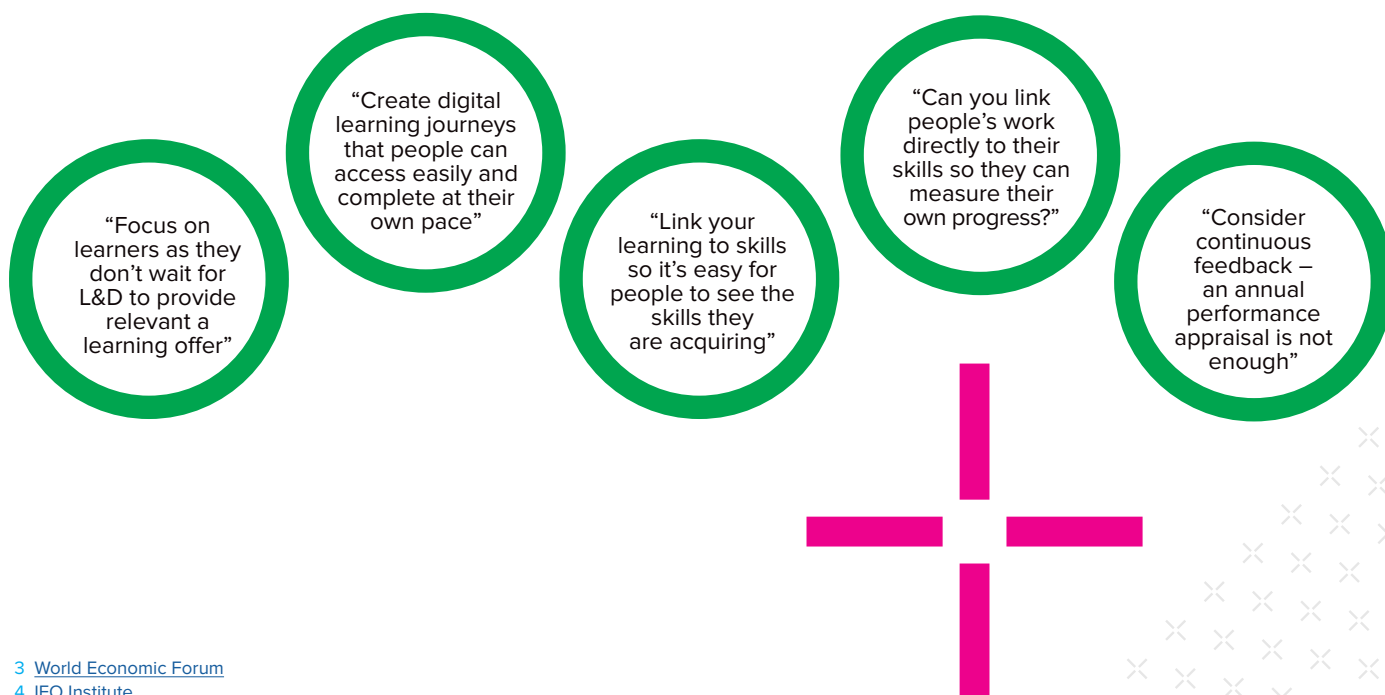 “Focus on
learners as they
don’t wait for
L&D to provide
relevant a
learning offer”
“Create digital
learning journeys
that people can
access easily and
complete at their
own pace”
“Link your
learning to skills
so it’s easy for
people to see the
skills they
are acquiring”
“Can you link
people’s work
directly to their
skills so they can
measure their
own progress?”
“Consider
continuous
feedback –
an annual
performance
appraisal is not
enough”
3 World Economic Forum
4 IFO Institute